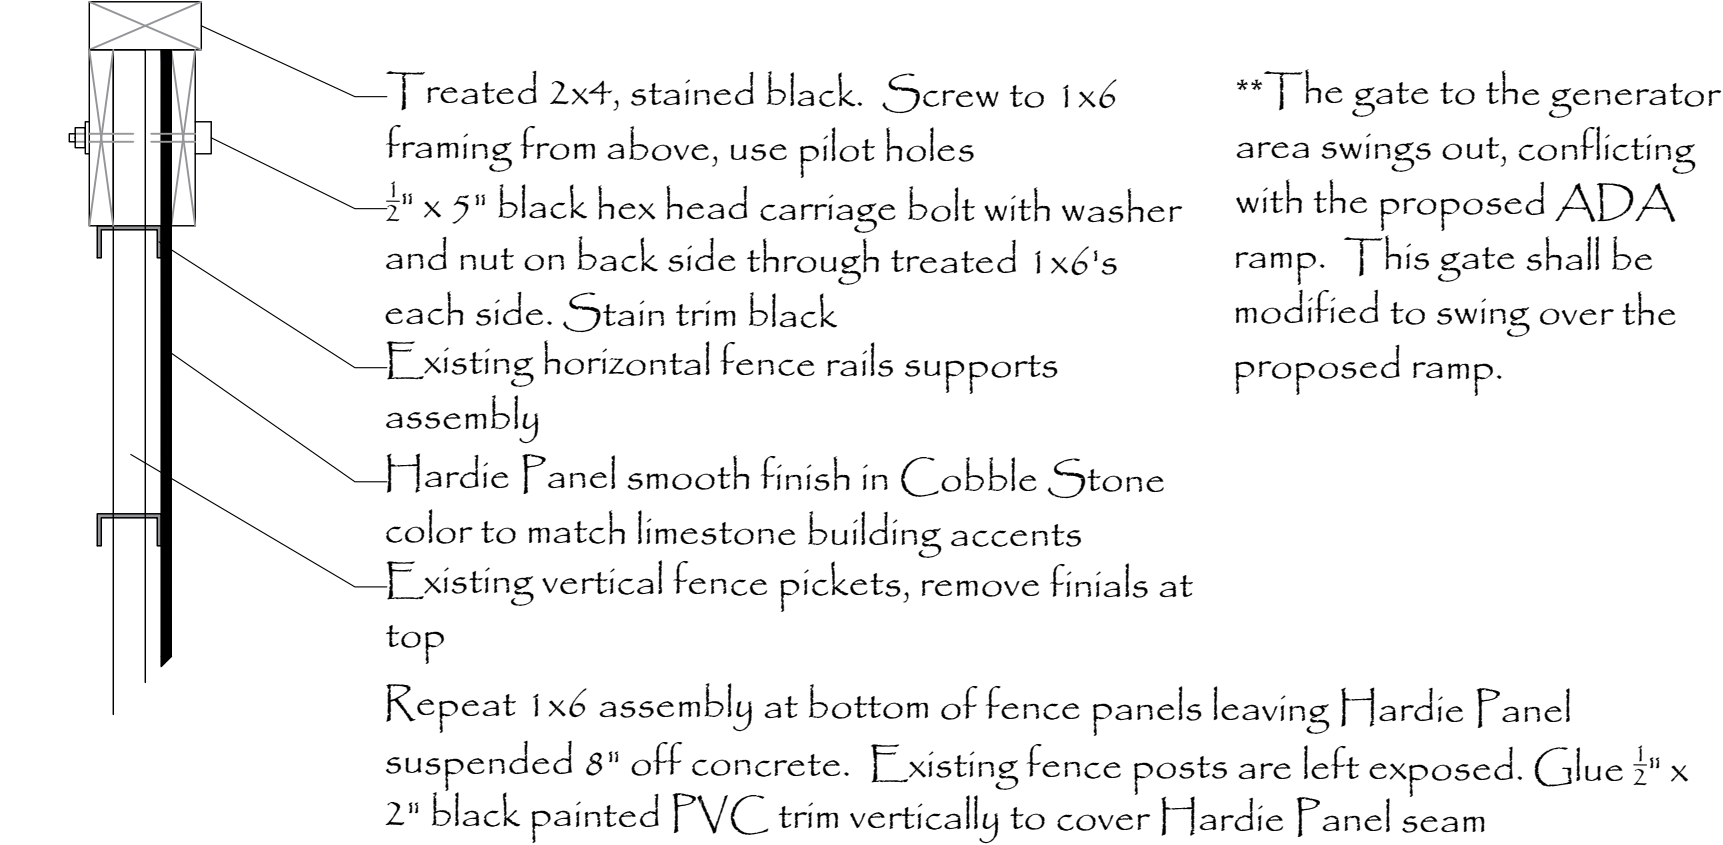 Treated 2x4, stained black.  Screw to 1x6
framing from above, use pilot holes
½" x 5" black hex head carriage bolt with washer
and nut on back side through treated 1x6's
each side. Stain trim black
Existing horizontal fence rails supports
assembly
Hardie Panel smooth finish in Cobble Stone
color to match limestone building accents
Existing vertical fence pickets, remove finials at
top
Repeat 1x6 assembly at bottom of fence panels leaving Hardie Panel
suspended 8" off concrete.  Existing fence posts are left exposed. Glue ½" x
2" black painted PVC trim vertically to cover Hardie Panel seam
**The gate to the generator
area swings out, conflicting
with the proposed ADA
ramp.  This gate shall be
modified to swing over the
proposed ramp.